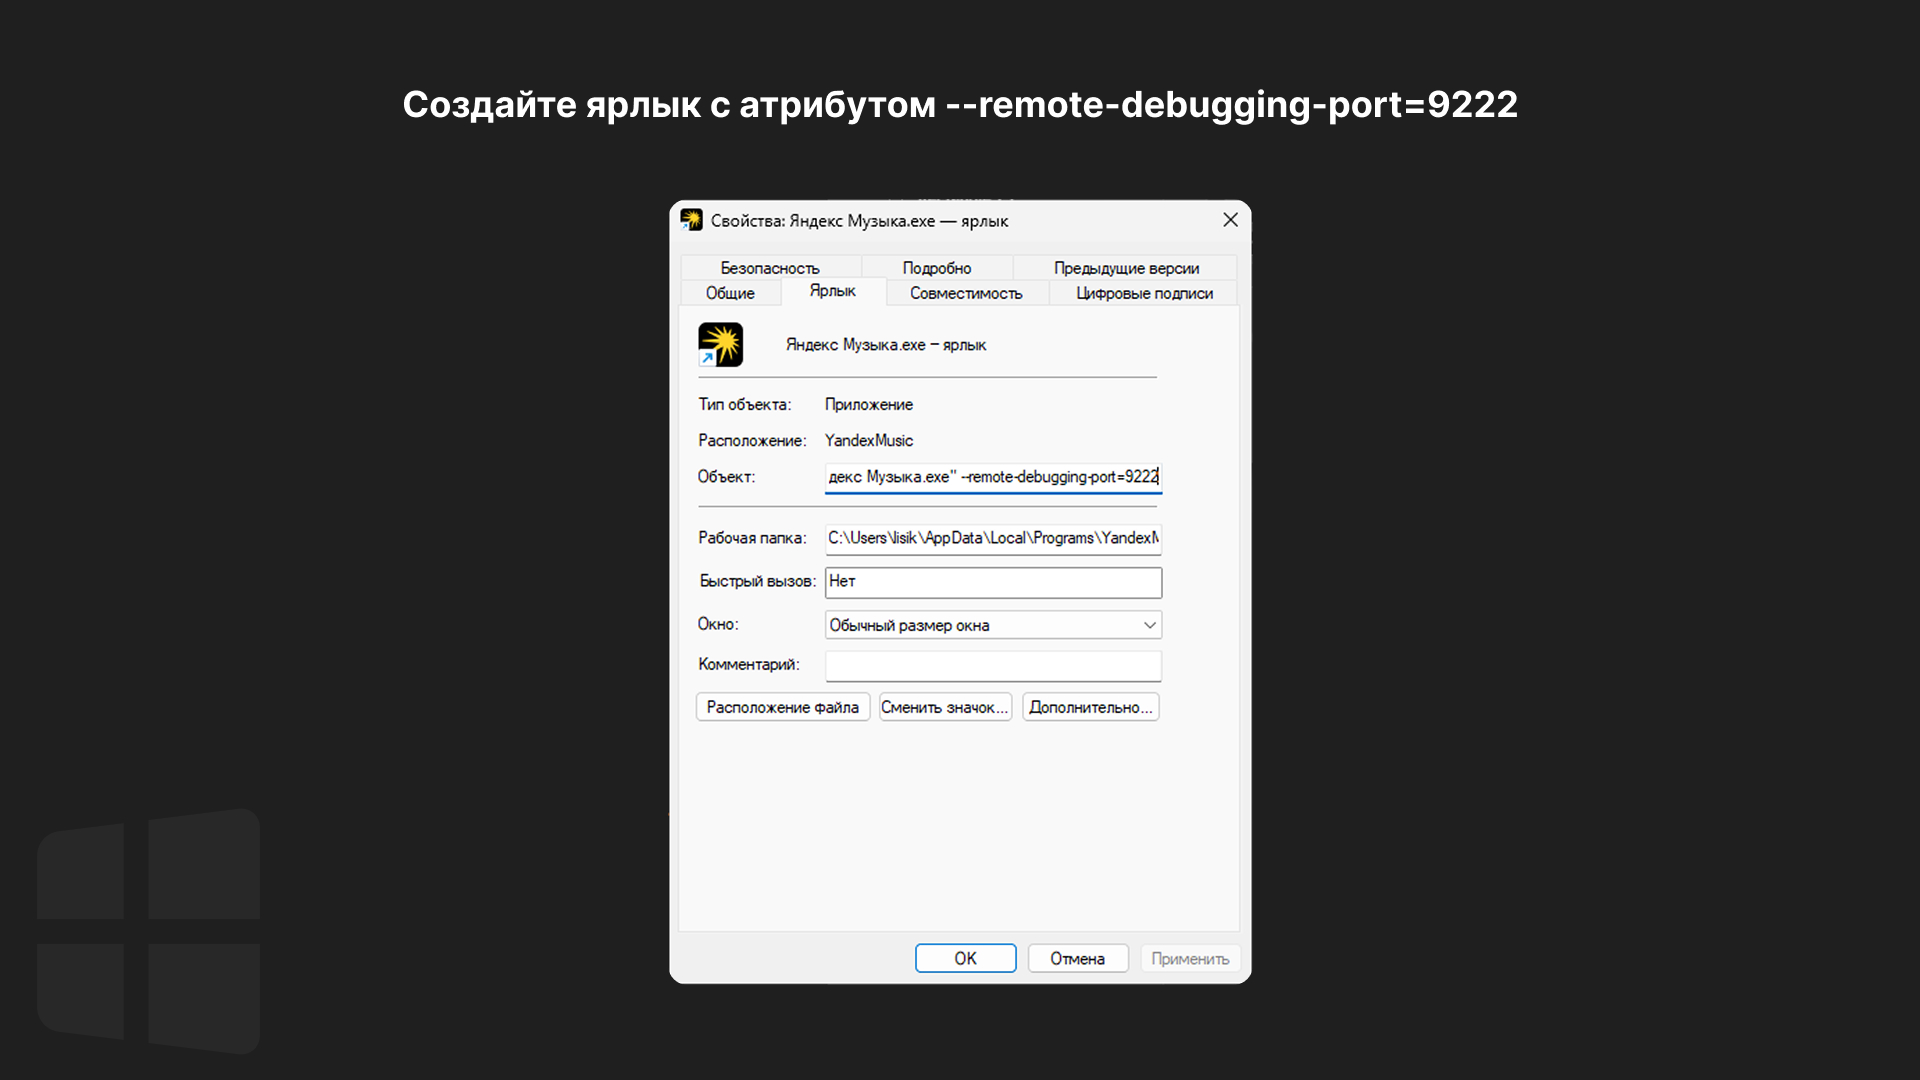 Создайте ярлык с атрибутом --remote-debugging-port=9222
Свойства: Яндекс Музыка.exe — ярлык
Безопасность Подробно Предыдущие версии
Общие Ярлык Совместимость Цифровые подписи
Яндекс Музыка.exe – ярлык
Тип объекта: Приложение
Расположение: YandexMusic
Объект: декс Музыка.exe" --remote-debugging-port=9222
Рабочая папка: C:\Users\lisik\AppData\Local\Programs\YandexM
Быстрый вызов: Нет
Окно: Обычный размер окна
Комментарий:
Расположение файла Сменить значок... Дополнительно...
OK Отмена Применить